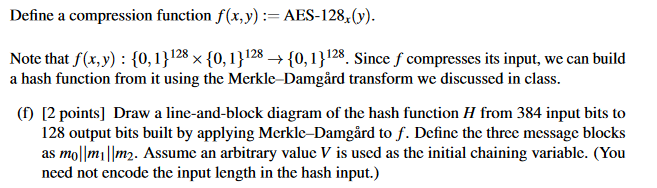 Define a compression function f(x,y) := AES-128ₓ(y).
Note that f(x,y) : {0,1}¹²⁸ × {0,1}¹²⁸ → {0,1}¹²⁸. Since f compresses its input, we can build
a hash function from it using the Merkle–Damgård transform we discussed in class.
(f) [2 points] Draw a line-and-block diagram of the hash function H from 384 input bits to
128 output bits built by applying Merkle–Damgård to f. Define the three message blocks
as m₀||m₁||m₂. Assume an arbitrary value V is used as the initial chaining variable. (You
need not encode the input length in the hash input.)